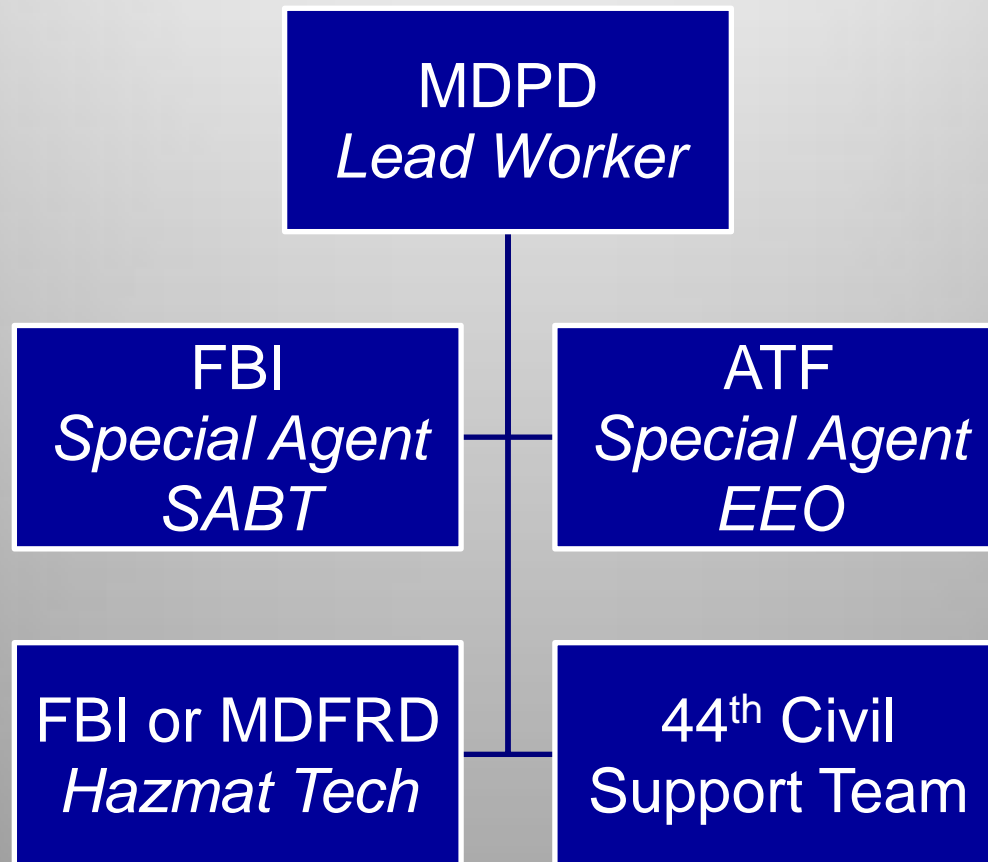 MDPD
Lead Worker
FBI
Special Agent
SABT
ATF
Special Agent
EEO
FBI or MDFRD
Hazmat Tech
44th Civil
Support Team